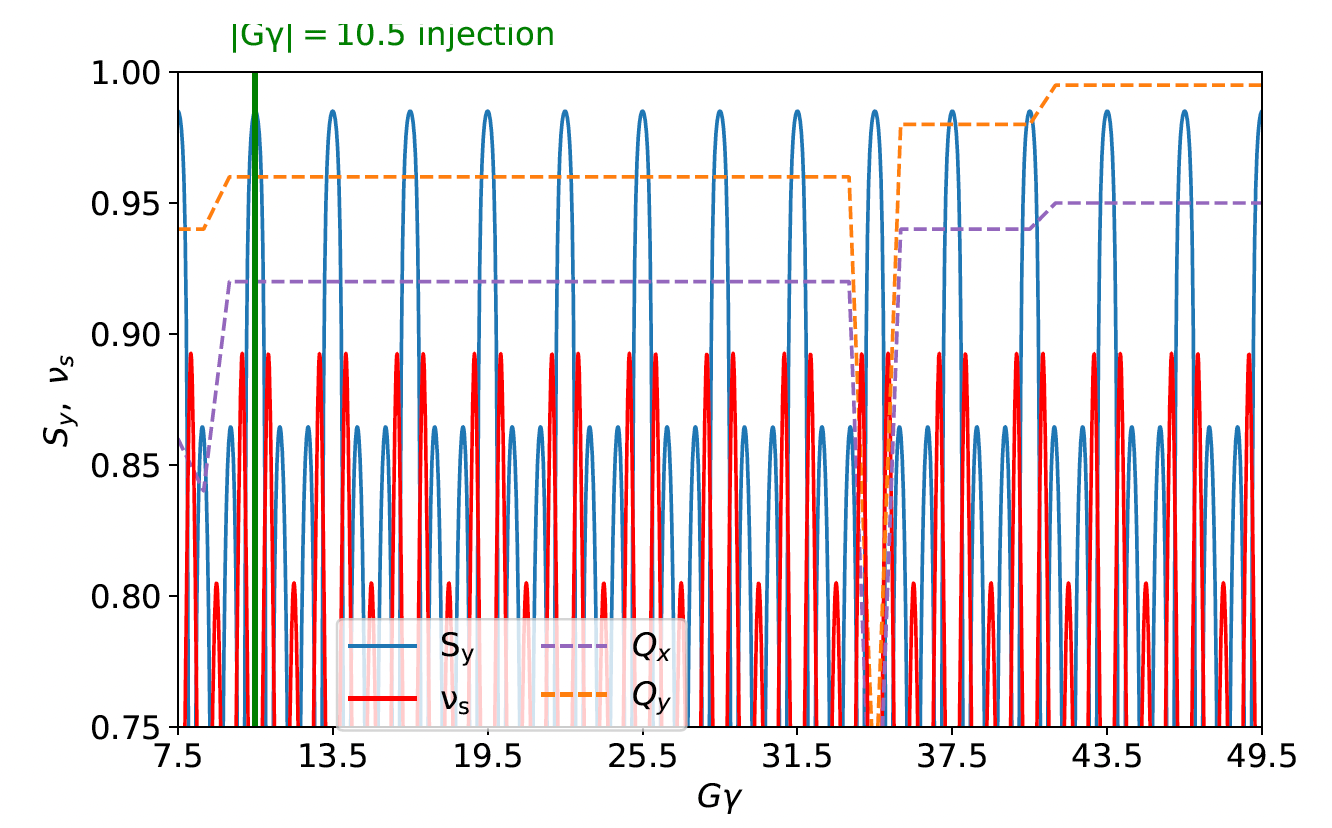 |Gγ| = 10.5 injection
1.00
0.95
0.90
0.85
0.80
0.75
S_y, ν_s
S_y
ν_s
Q_x
Q_y
7.5 13.5 19.5 25.5 31.5 37.5 43.5 49.5
Gγ